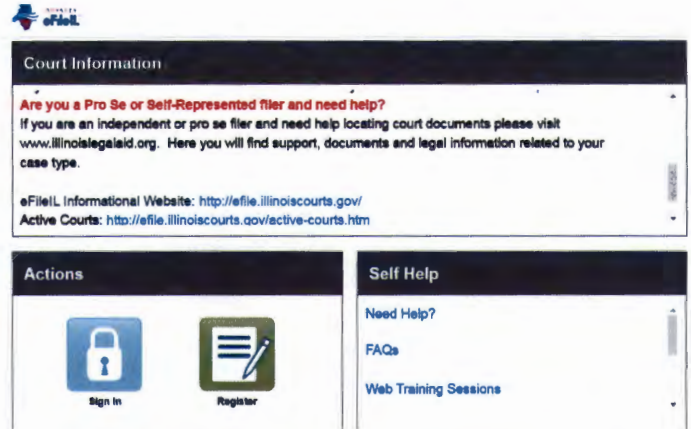 eFileIL
Court Information
Are you a Pro Se or Self-Represented filer and need help?
If you are an independent or pro se filer and need help locating court documents please visit
www.illinoislegalaid.org. Here you will find support, documents and legal information related to your
case type.
eFileIL Informational Website: http://efile.illinoiscourts.gov/
Active Courts: http://efile.illinoiscourts.gov/active-courts.htm
Actions
Sign In
Register
Self Help
Need Help?
FAQs
Web Training Sessions